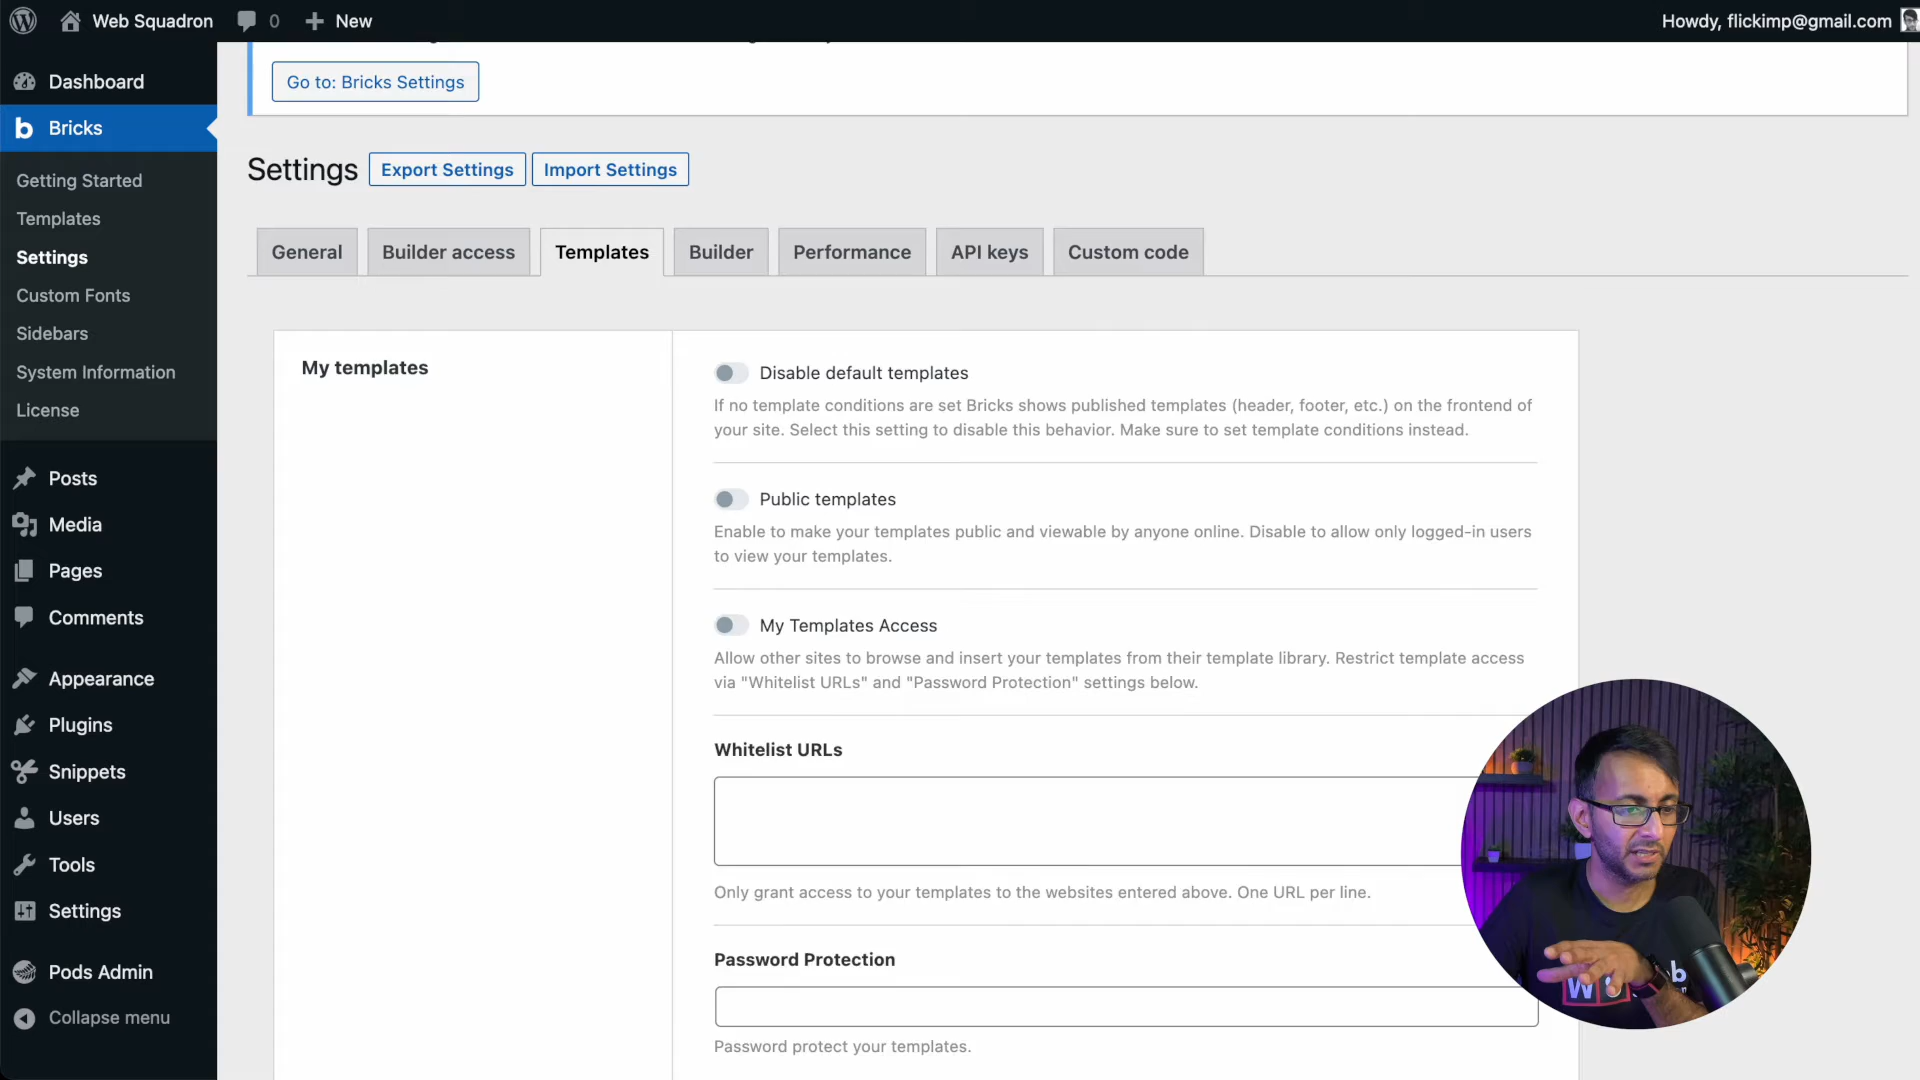 Web Squadron
0
New
Howdy, flickimp@gmail.com
Dashboard
Bricks
Getting Started
Templates
Settings
Custom Fonts
Sidebars
System Information
License
Posts
Media
Pages
Comments
Appearance
Plugins
Snippets
Users
Tools
Settings
Pods Admin
Collapse menu
Go to: Bricks Settings
Settings
Export Settings
Import Settings
General
Builder access
Templates
Builder
Performance
API keys
Custom code
My templates
Disable default templates
If no template conditions are set Bricks shows published templates (header, footer, etc.) on the frontend of
your site. Select this setting to disable this behavior. Make sure to set template conditions instead.
Public templates
Enable to make your templates public and viewable by anyone online. Disable to allow only logged-in users
to view your templates.
My Templates Access
Allow other sites to browse and insert your templates from their template library. Restrict template access
via "Whitelist URLs" and "Password Protection" settings below.
Whitelist URLs
Only grant access to your templates to the websites entered above. One URL per line.
Password Protection
Password protect your templates.